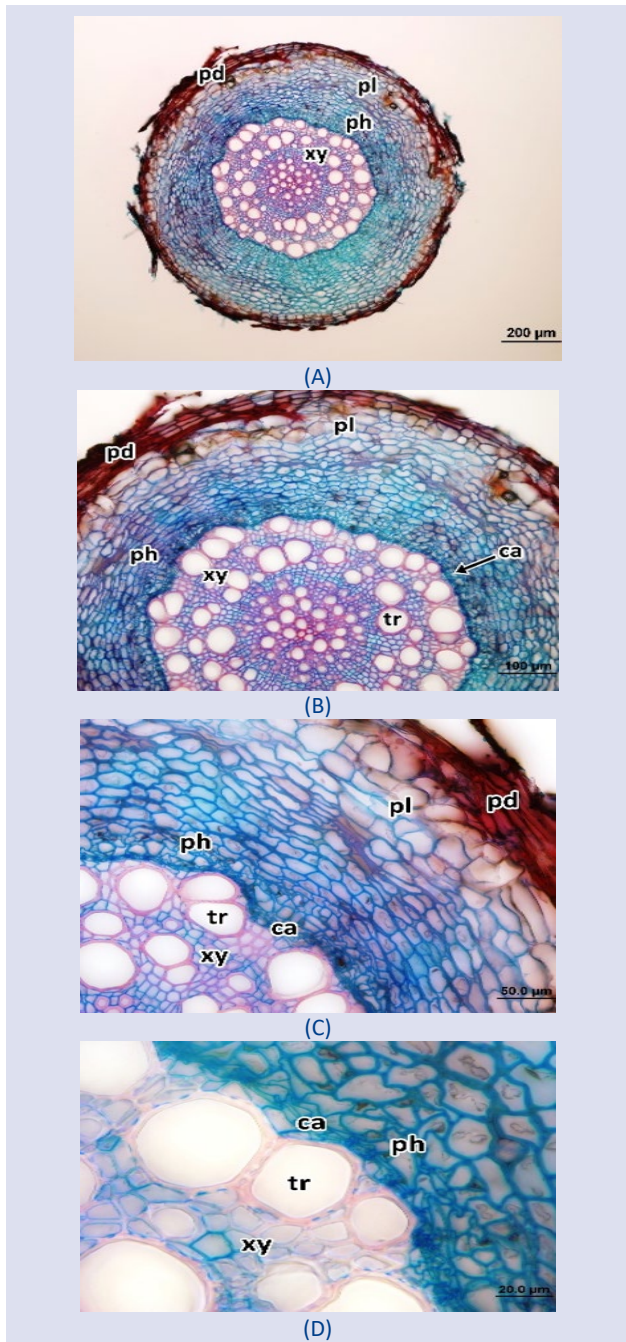 pd
pl
ph
xy
200 µm
(A)
pl
pd
ph
ca
xy
tr
100 µm
(B)
pl
pd
ph
tr
ca
xy
50.0 µm
(C)
ca
ph
tr
xy
20.0 µm
(D)